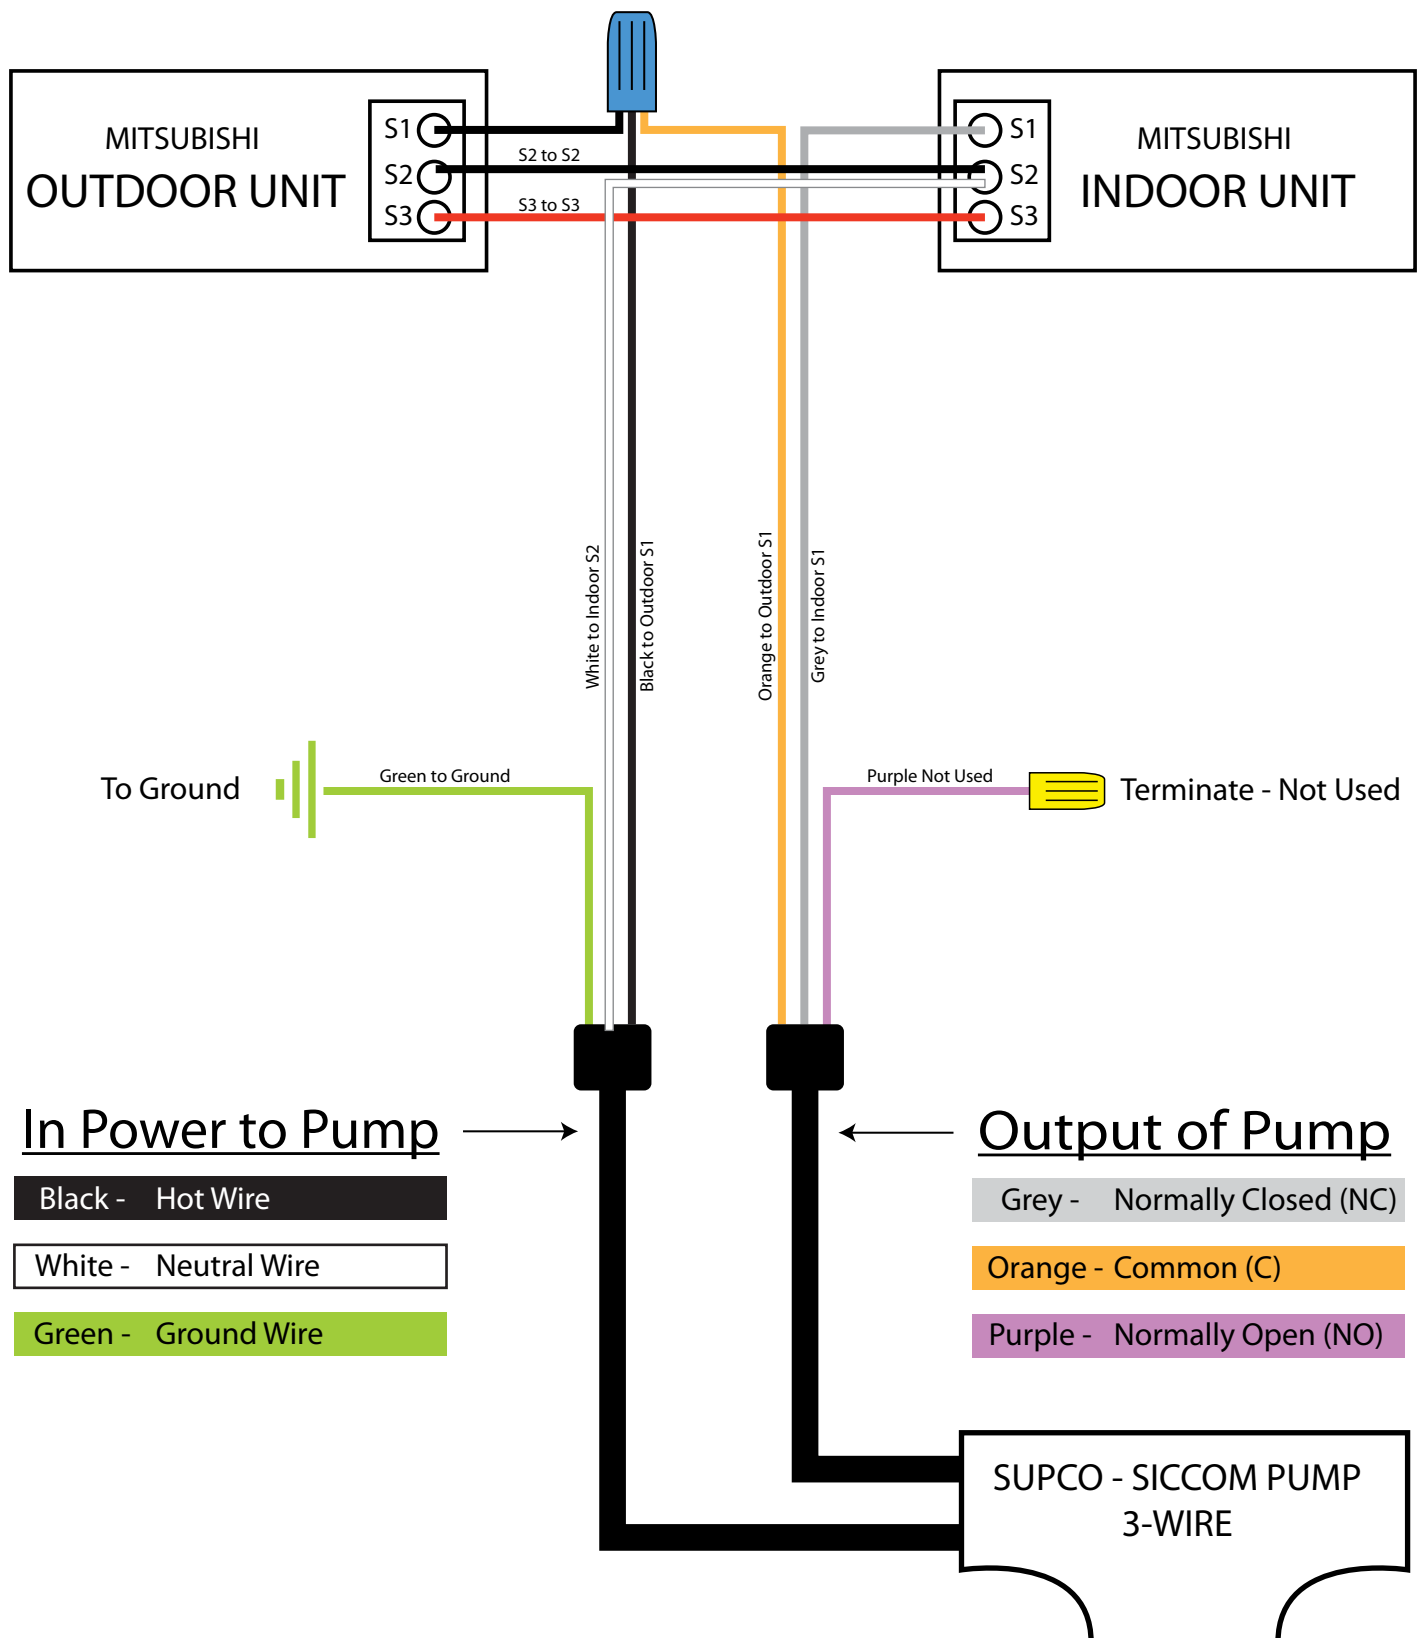 MITSUBISHI
OUTDOOR UNIT
S1
S2
S3
S2 to S2
S3 to S3
S1
S2
S3
MITSUBISHI
INDOOR UNIT
White to Indoor S2
Black to Outdoor S1
Orange to Outdoor S1
Grey to Indoor S1
To Ground
Green to Ground
Purple Not Used
Terminate - Not Used
In Power to Pump
Black - Hot Wire
White - Neutral Wire
Green - Ground Wire
Output of Pump
Grey - Normally Closed (NC)
Orange - Common (C)
Purple - Normally Open (NO)
SUPCO - SICCOM PUMP
3-WIRE